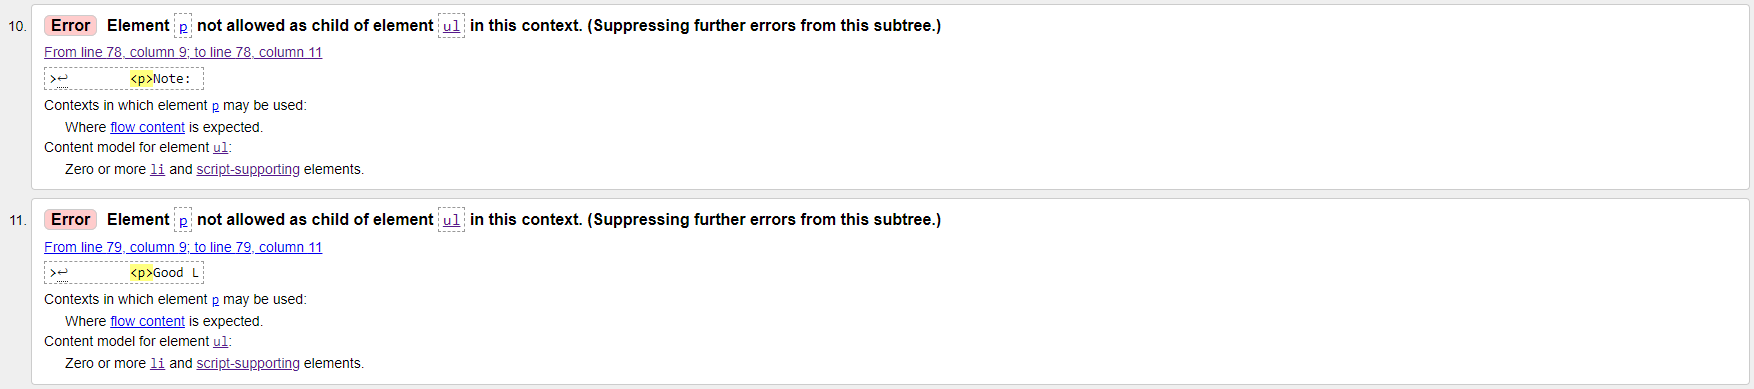 10. Error Element p not allowed as child of element ul in this context. (Suppressing further errors from this subtree.)
From line 78, column 9; to line 78, column 11
>↩ <p>Note:
Contexts in which element p may be used:
Where flow content is expected.
Content model for element ul:
Zero or more li and script-supporting elements.
11. Error Element p not allowed as child of element ul in this context. (Suppressing further errors from this subtree.)
From line 79, column 9; to line 79, column 11
>↩ <p>Good L
Contexts in which element p may be used:
Where flow content is expected.
Content model for element ul:
Zero or more li and script-supporting elements.